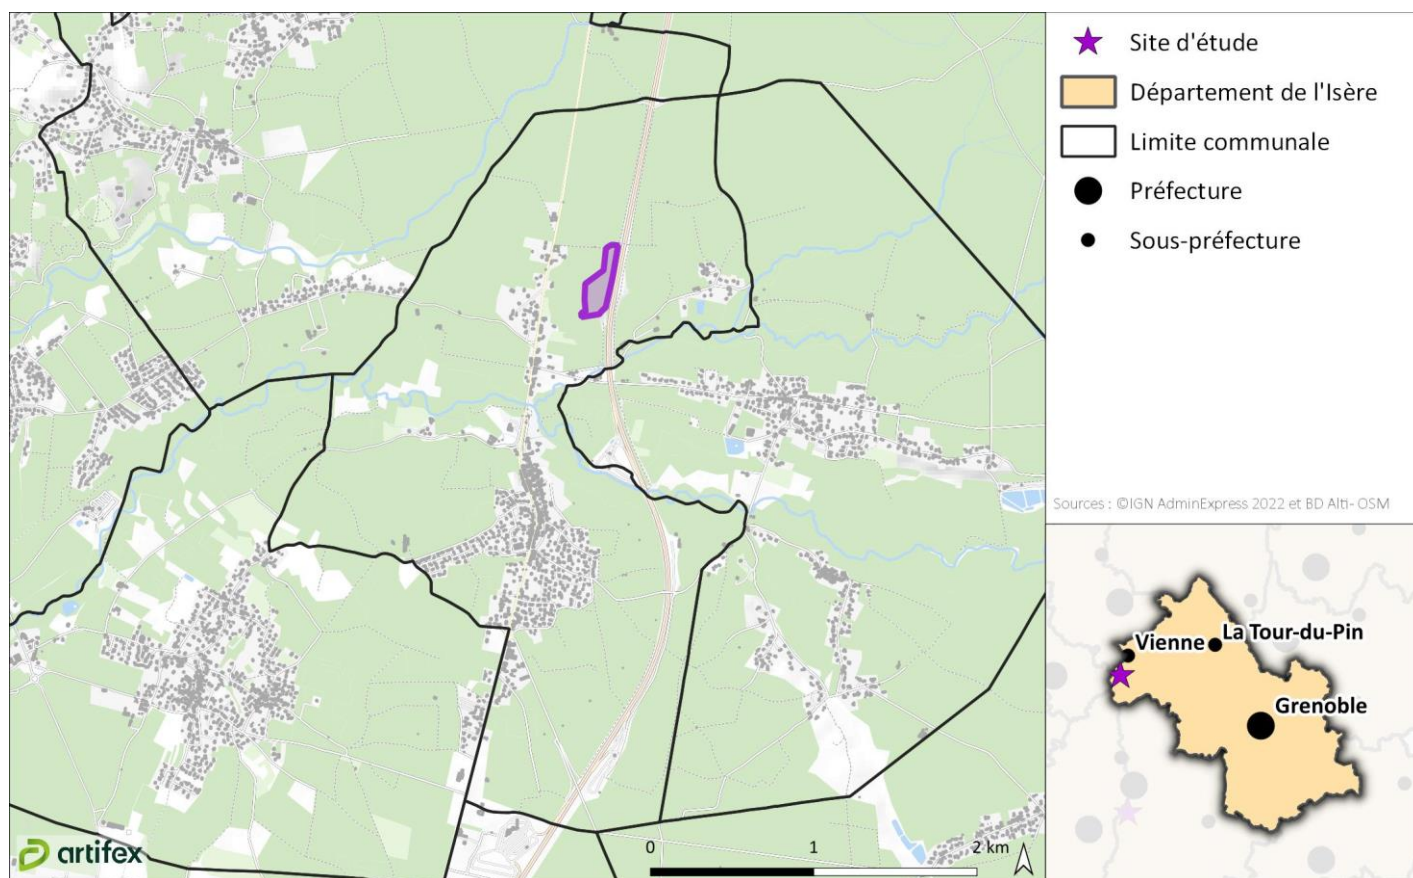 Site d'étude
Département de l'Isère
Limite communale
Préfecture
Sous-préfecture
Sources : ©IGN AdminExpress 2022 et BD Alti- OSM
Vienne
La Tour-du-Pin
Grenoble
artifex
0 1 2 km